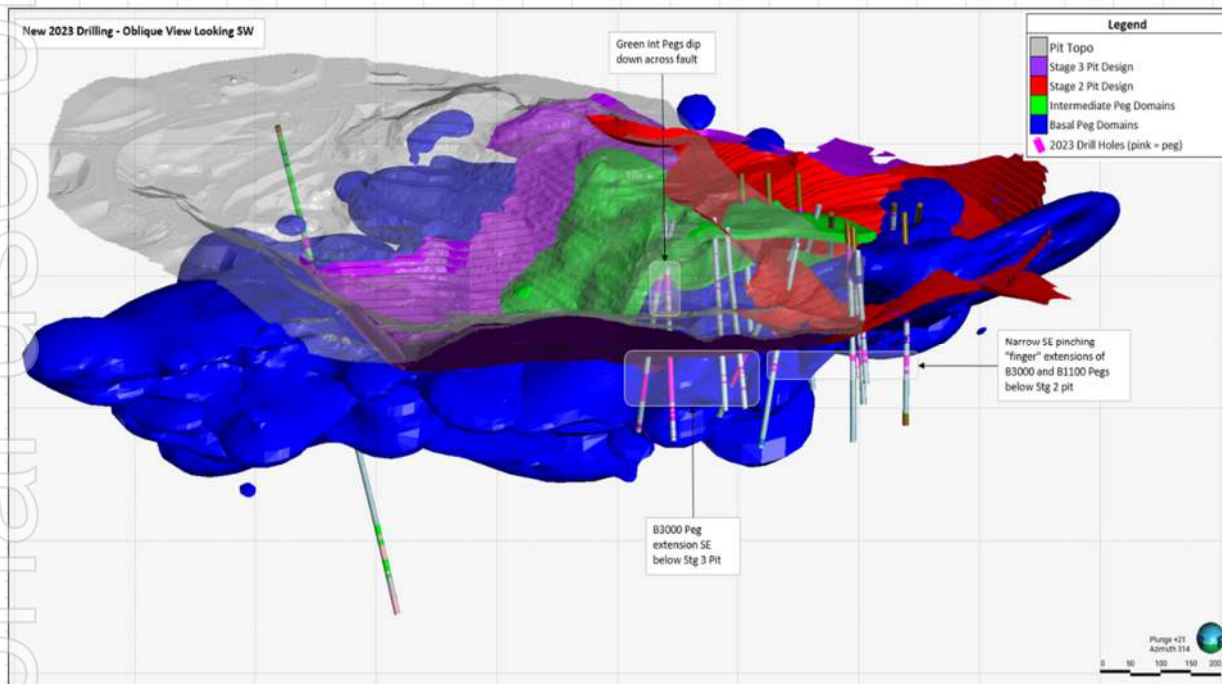 New 2023 Drilling - Oblique View Looking SW
Green Int Pegs dip
down across fault
Legend
Pit Topo
Stage 3 Pit Design
Stage 2 Pit Design
Intermediate Peg Domains
Basal Peg Domains
2023 Drill Holes (pink = peg)
Narrow SE pinching
"finger" extensions of
B3000 and B1100 Pegs
below Stg 2 pit
B3000 Peg
extension SE
below Stg 3 Pit
Plunge +21
Azimuth 314
0 50 100 150 200